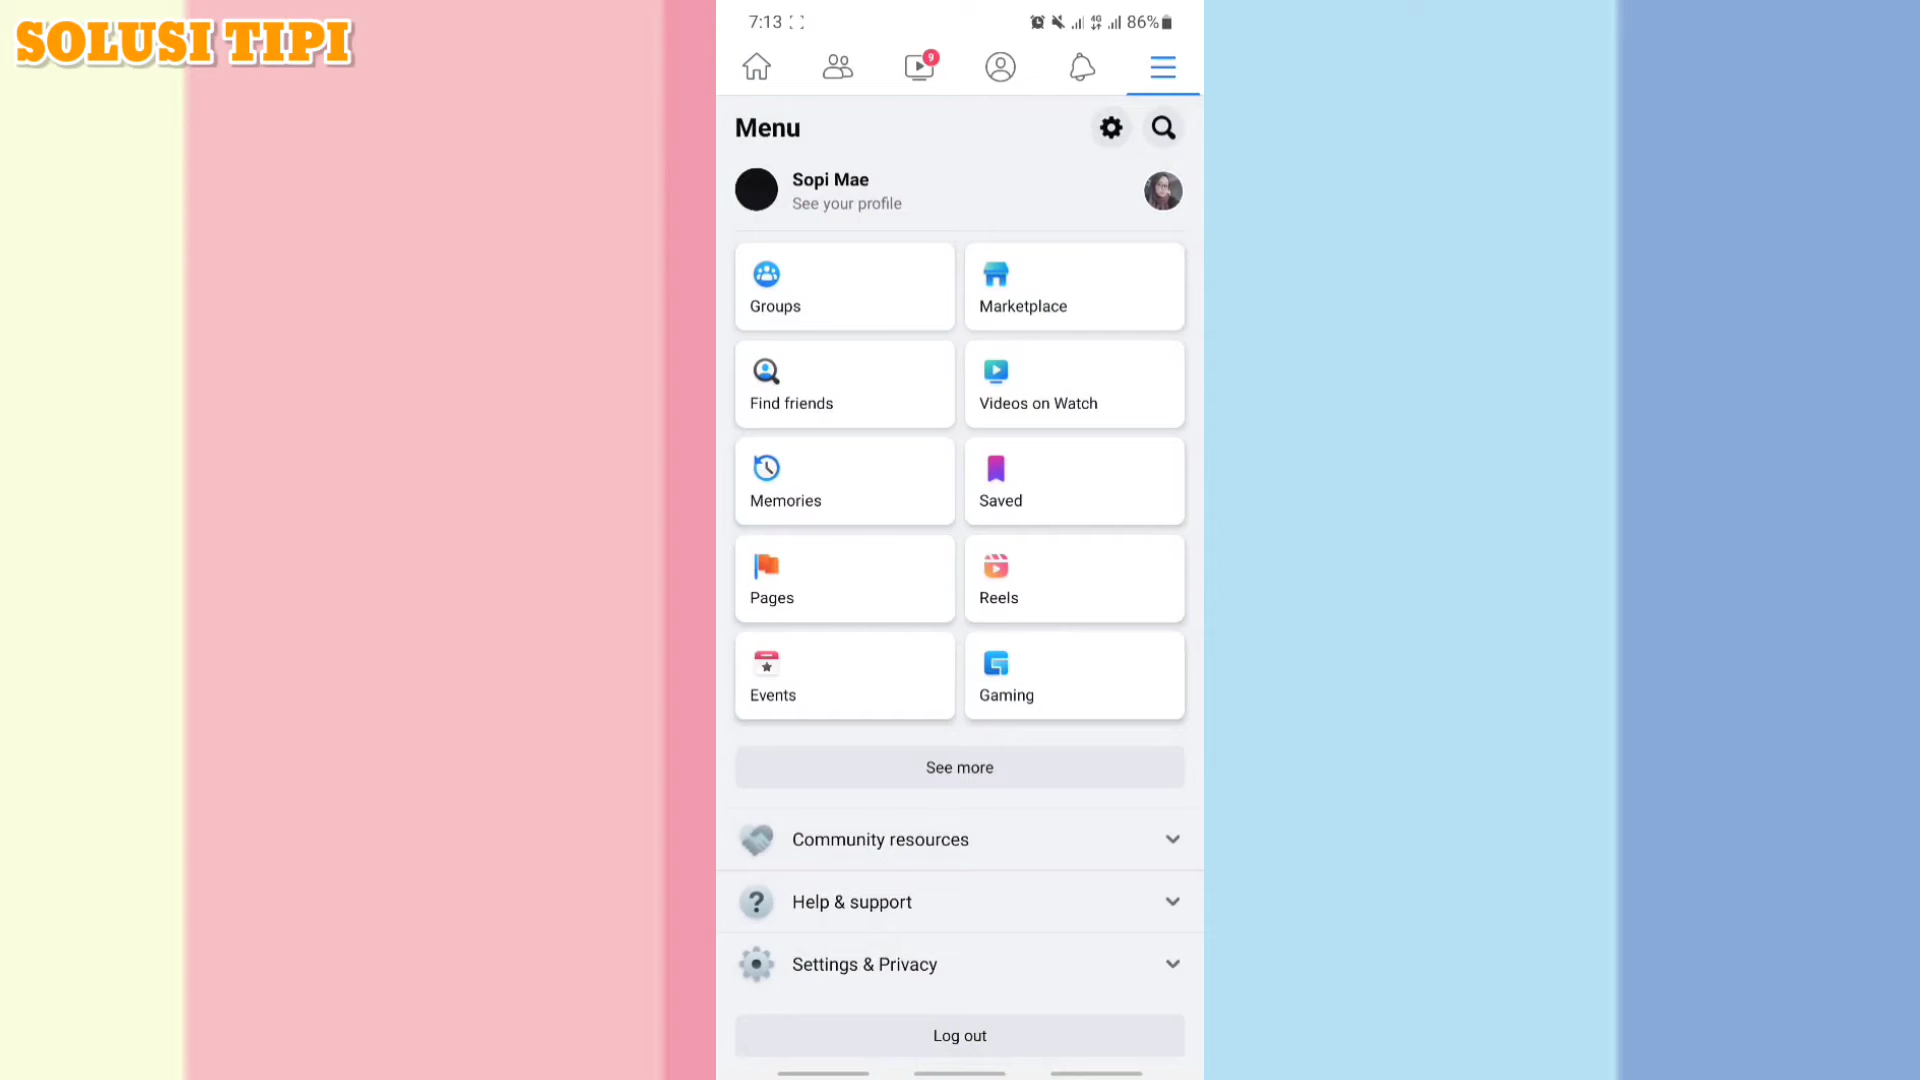 SOLUSI TIPI
7:13
4G
86%
9
Menu
Sopi Mae
See your profile
Groups
Marketplace
Find friends
Videos on Watch
Memories
Saved
Pages
Reels
Events
Gaming
See more
Community resources
Help & support
Settings & Privacy
Log out